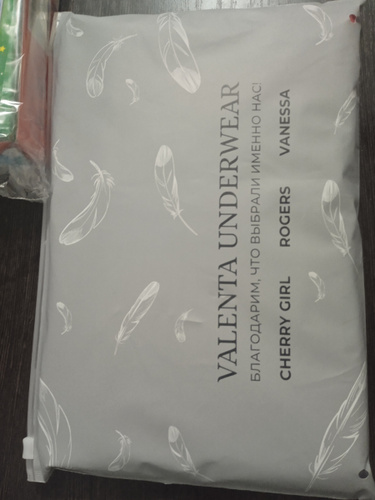 VALENTA UNDERWEAR
БЛАГОДАРИМ, ЧТО ВЫБРАЛИ ИМЕННО НАС!
CHERRY GIRL ROGERS VANESSA